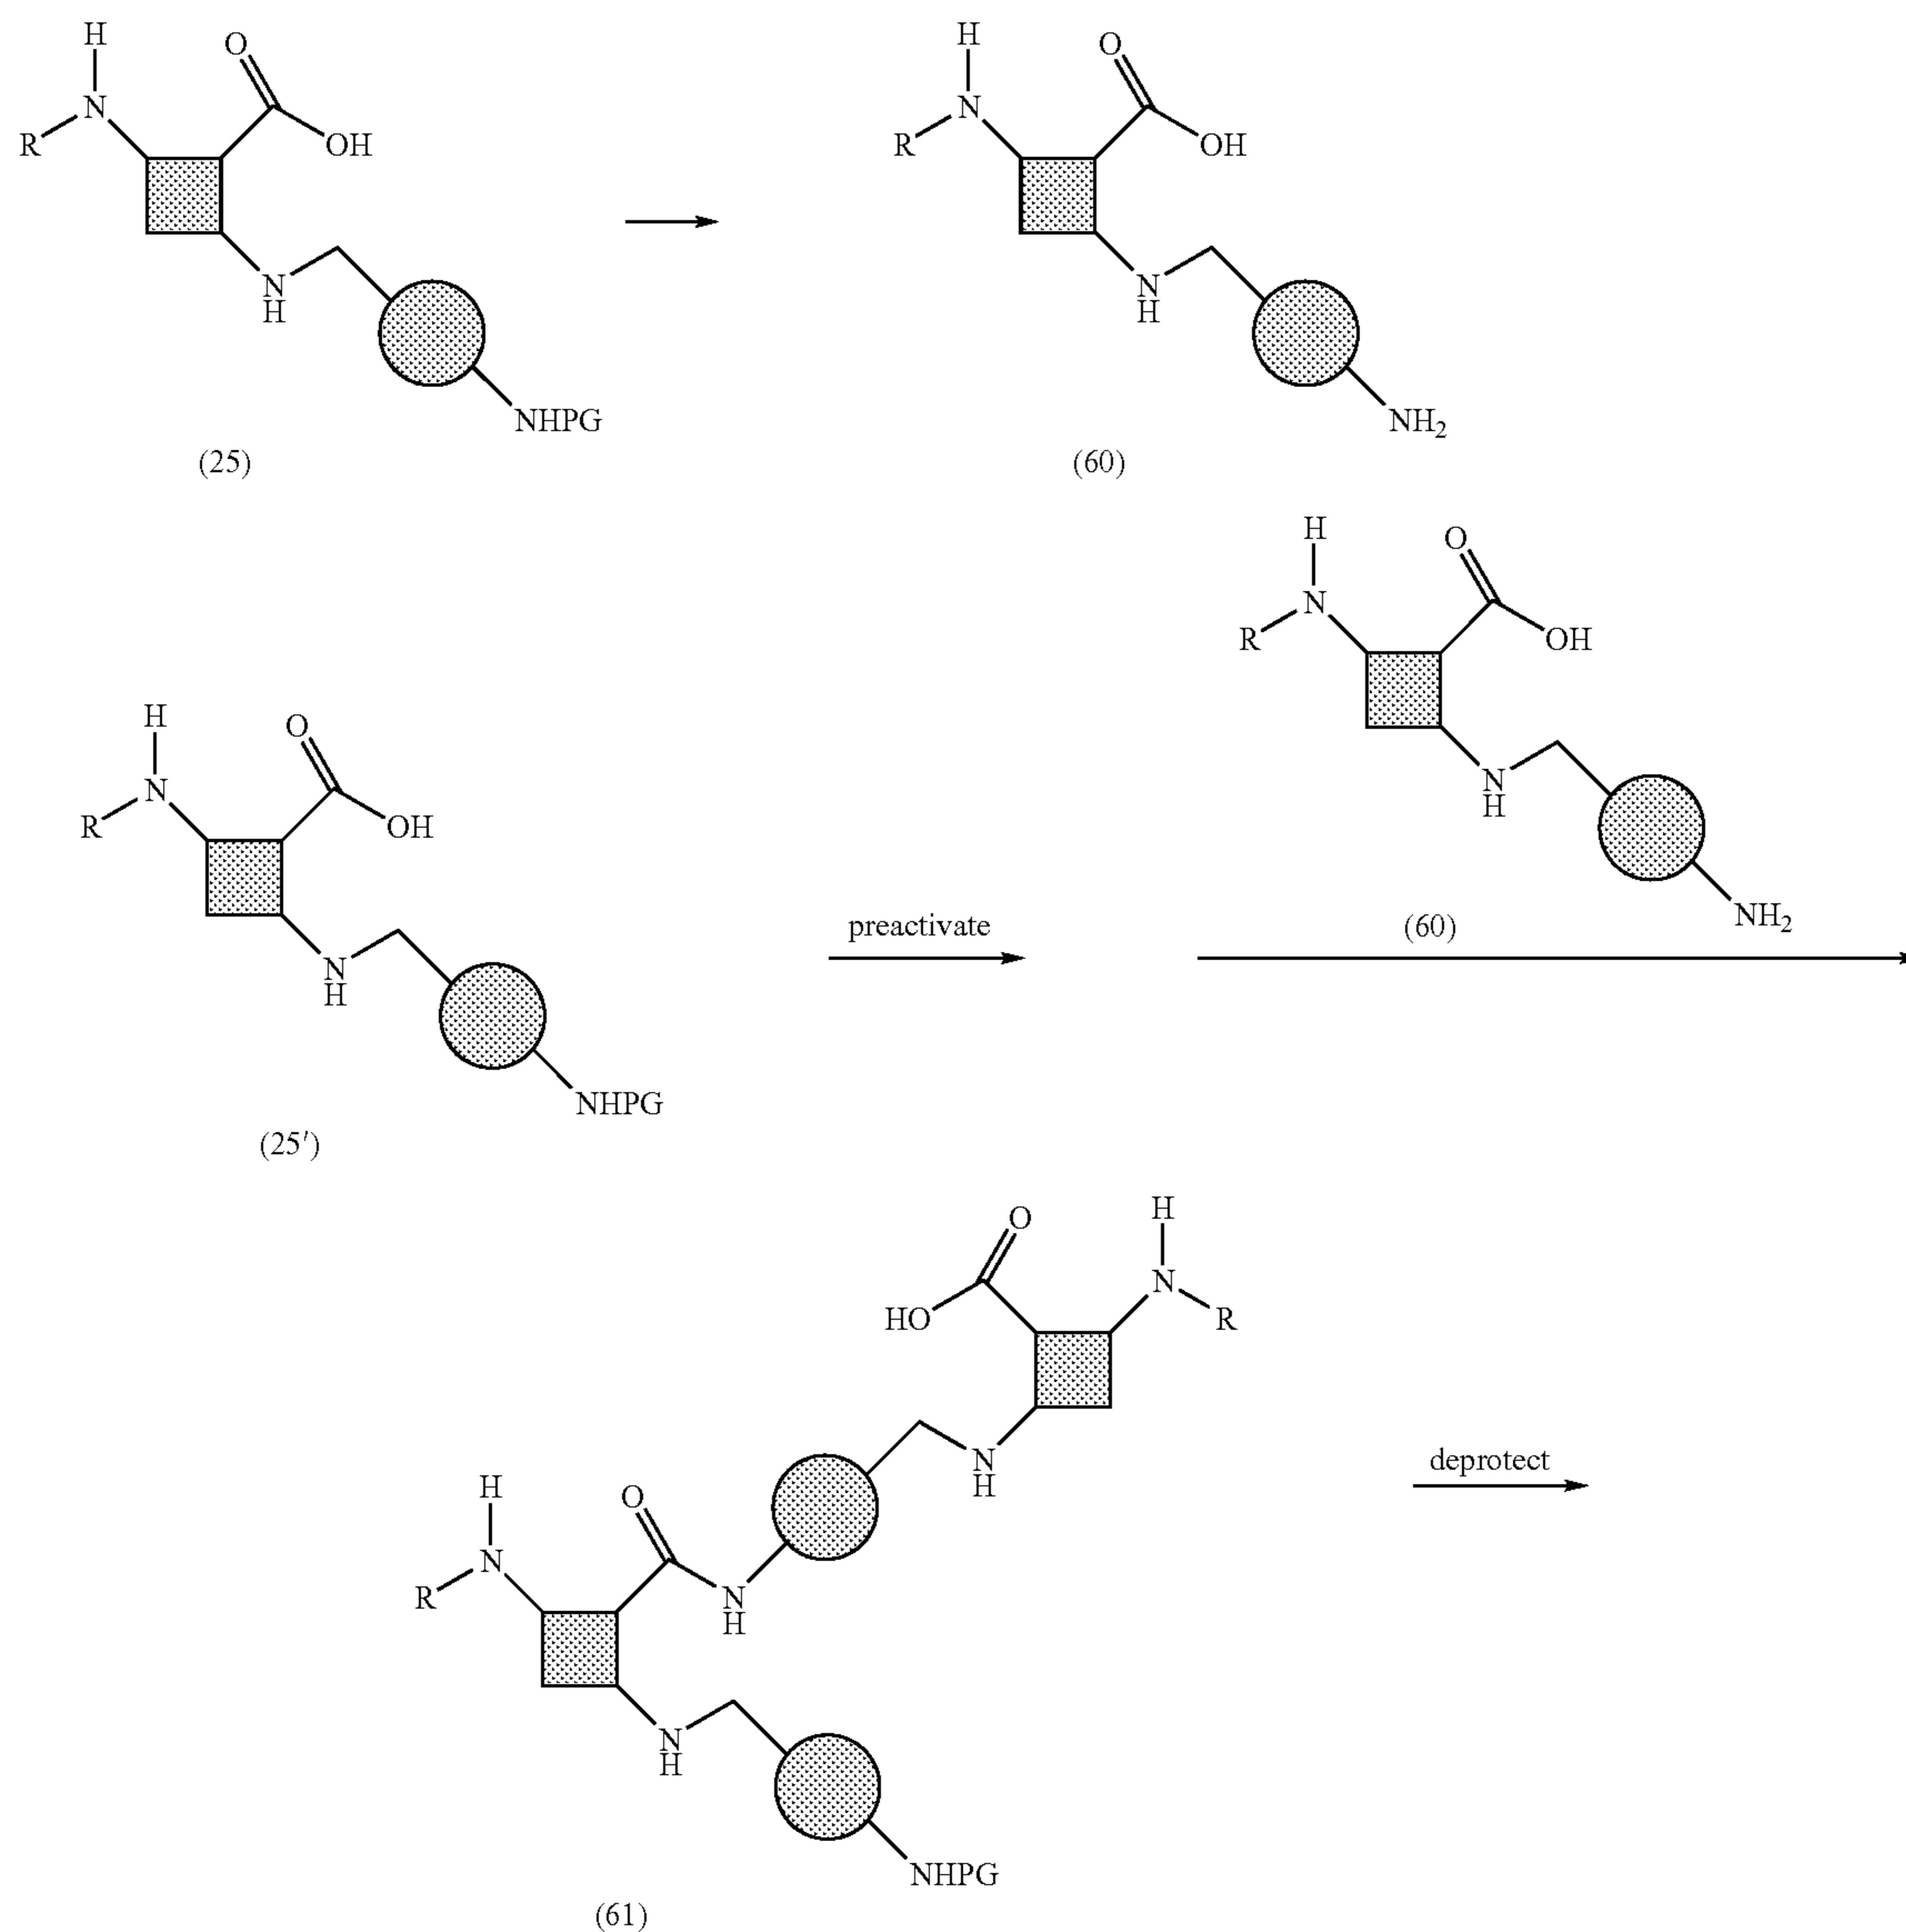 H
O
H
O
N
N
R
OH
R
OH
N
H
N
H
NHPG
NH2
(25)
(60)
H
O
N
R
OH
H
O
N
R
OH
N
H
NH2
preactivate
(60)
N
H
NHPG
(25′)
H
O
N
HO
R
deprotect
N
H
H
O
N
R
N
H
N
H
NHPG
(61)